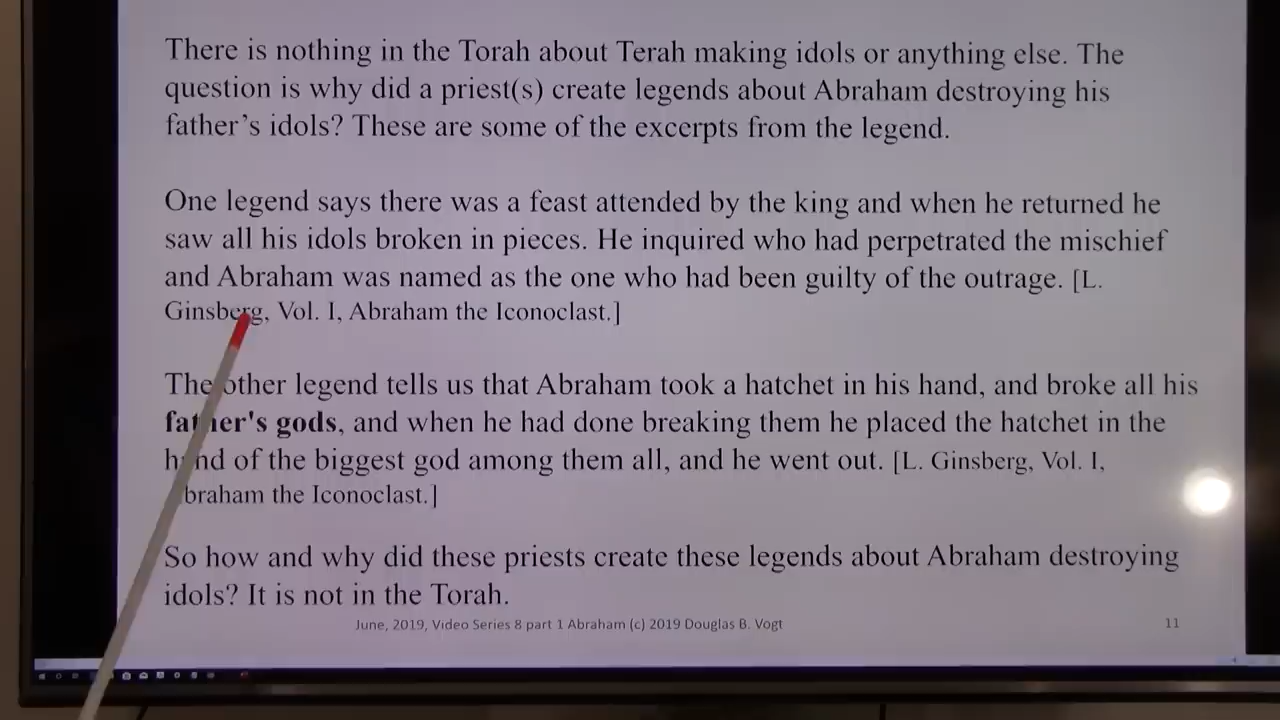 There is nothing in the Torah about Terah making idols or anything else. The
question is why did a priest(s) create legends about Abraham destroying his
father’s idols? These are some of the excerpts from the legend.
One legend says there was a feast attended by the king and when he returned he
saw all his idols broken in pieces. He inquired who had perpetrated the mischief
and Abraham was named as the one who had been guilty of the outrage. [L.
Ginsberg, Vol. I, Abraham the Iconoclast.]
The other legend tells us that Abraham took a hatchet in his hand, and broke all his
father's gods, and when he had done breaking them he placed the hatchet in the
hand of the biggest god among them all, and he went out. [L. Ginsberg, Vol. I,
braham the Iconoclast.]
So how and why did these priests create these legends about Abraham destroying
idols? It is not in the Torah.
June, 2019, Video Series 8 part 1 Abraham (c) 2019 Douglas B. Vogt 11